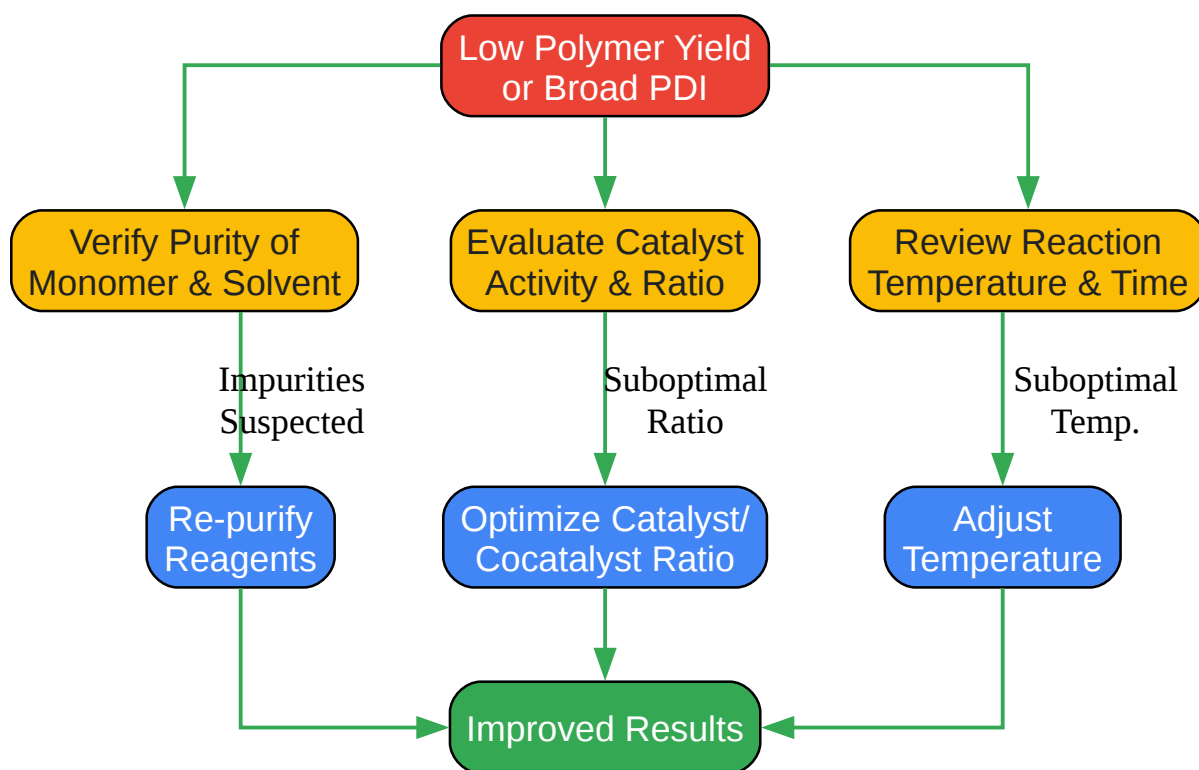 Low Polymer Yield
or Broad PDI
Verify Purity of
Monomer & Solvent
Evaluate Catalyst
Activity & Ratio
Review Reaction
Temperature & Time
Impurities
Suspected
Suboptimal
Ratio
Suboptimal
Temp.
Re-purify
Reagents
Optimize Catalyst/
Cocatalyst Ratio
Adjust
Temperature
Improved Results